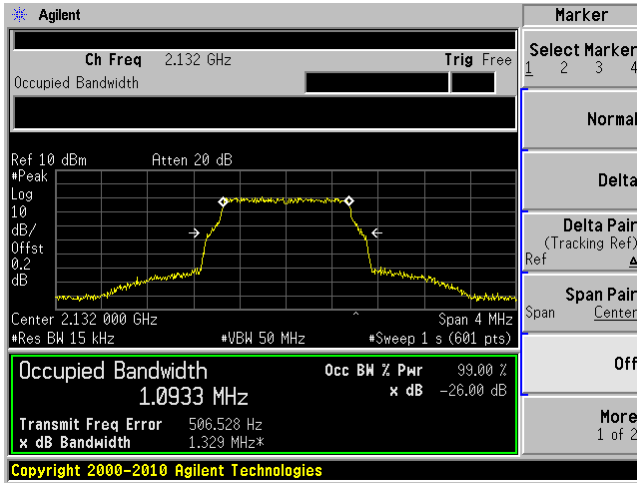 Agilent
Marker
Ch Freq 2.132 GHz Trig Free
Occupied Bandwidth
Select Marker
1 2 3 4
Normal
Delta
Delta Pair
(Tracking Ref)
Ref Δ
Span Pair
Span Center
Off
More
1 of 2
Ref 10 dBm Atten 20 dB
#Peak
Log
10
dB/
Offst
0.2
dB
Center 2.132 000 GHz Span 4 MHz
#Res BW 15 kHz #VBW 50 MHz #Sweep 1 s (601 pts)
Occupied Bandwidth Occ BW % Pwr 99.00 %
1.0933 MHz x dB -26.00 dB
Transmit Freq Error 506.528 Hz
x dB Bandwidth 1.329 MHz*
Copyright 2000-2010 Agilent Technologies